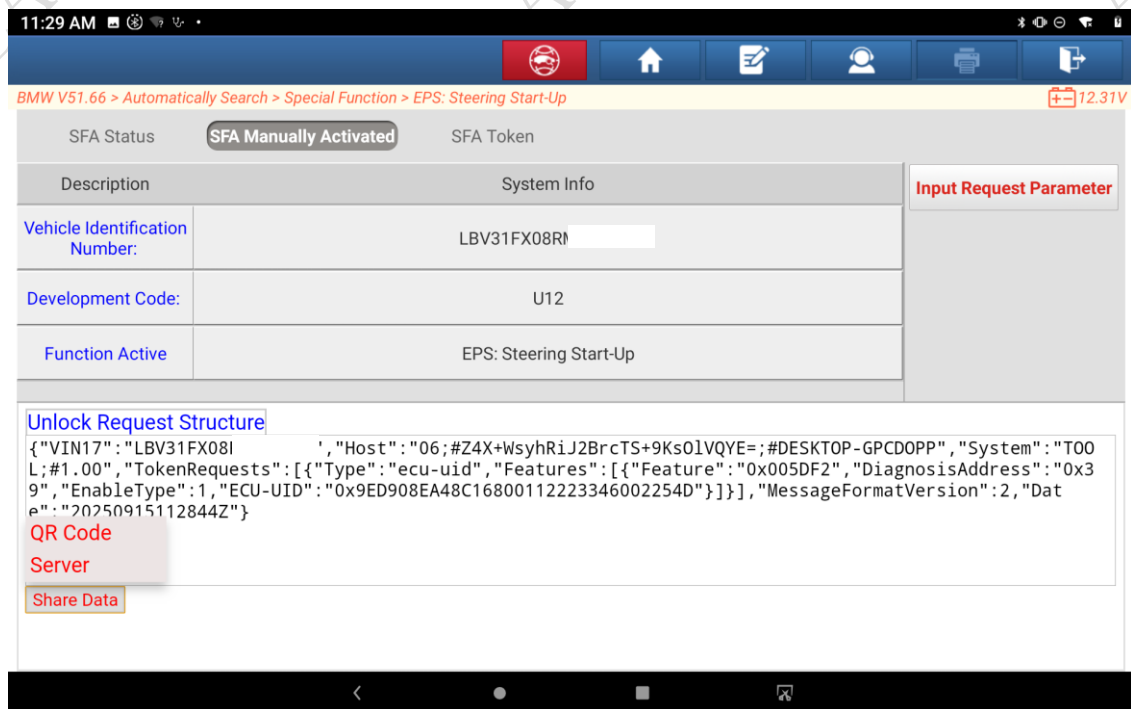 11:29 AM
BMW V51.66 > Automatically Search > Special Function > EPS: Steering Start-Up
12.31V
SFA Status SFA Manually Activated SFA Token
Description System Info
Input Request Parameter
Vehicle Identification
Number:
LBV31FX08R
Development Code: U12
Function Active EPS: Steering Start-Up
Unlock Request Structure
{"VIN17":"LBV31FX08 ',"Host":"06;#Z4X+WsyhRiJ2BrcTS+9KsOlVQYE=;#DESKTOP-GPCDOPP","System":"TOO
L;#1.00","TokenRequests":[{"Type":"ecu-uid","Features":[{"Feature":"0x005DF2","DiagnosisAddress":"0x3
9","EnableType":1,"ECU-UID":"0x9ED908EA48C16800112223346002254D"}]}],"MessageFormatVersion":2,"Dat
e":"20250915112844Z"}
QR Code
Server
Share Data